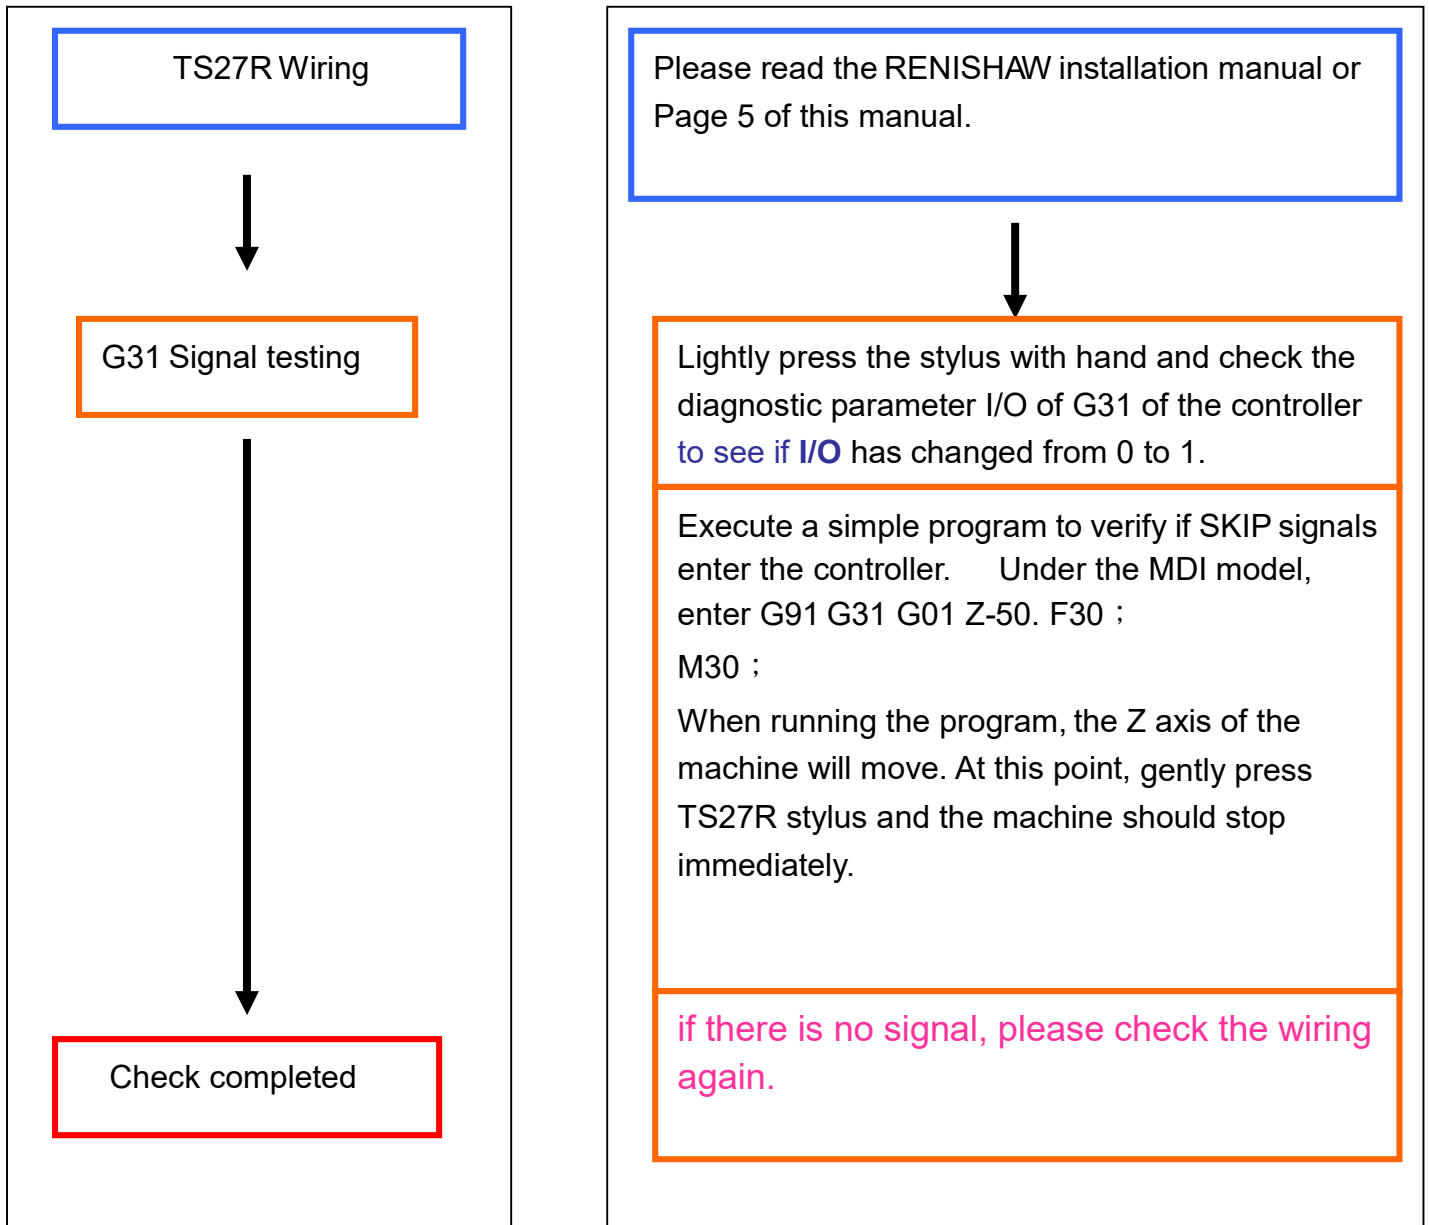 TS27R Wiring
G31 Signal testing
Check completed
Please read the RENISHAW installation manual or
Page 5 of this manual.
Lightly press the stylus with hand and check the
diagnostic parameter I/O of G31 of the controller
to see if I/O has changed from 0 to 1.
Execute a simple program to verify if SKIP signals
enter the controller. Under the MDI model,
enter G91 G31 G01 Z-50. F30；
M30；
When running the program, the Z axis of the
machine will move. At this point, gently press
TS27R stylus and the machine should stop
immediately.
if there is no signal, please check the wiring
again.